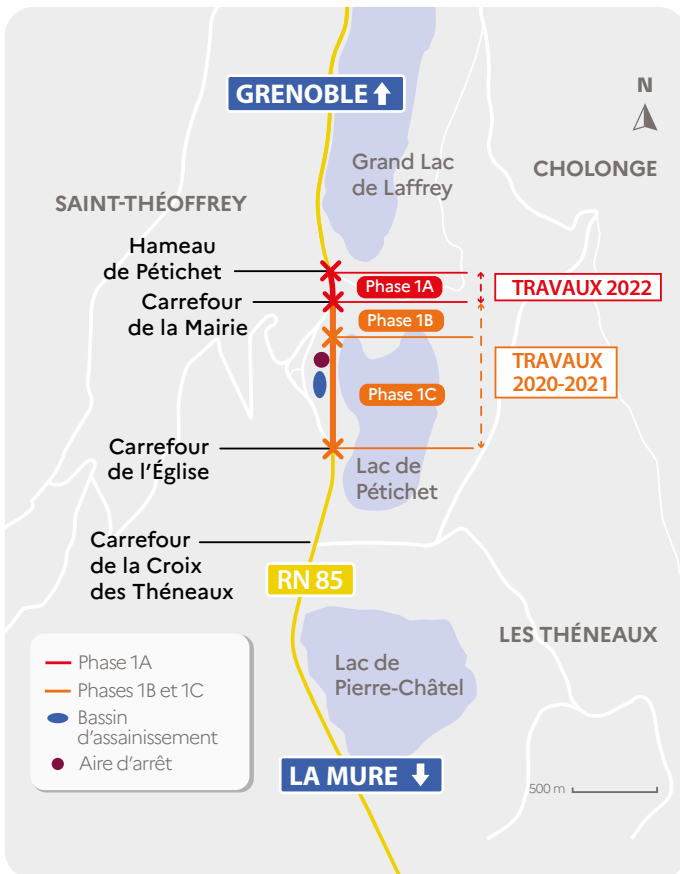 GRENOBLE
N
Grand Lac
de Laffrey
CHOLONGE
SAINT-THÉOFFREY
Hameau
de Pétichet
Phase 1A
TRAVAUX 2022
Carrefour
de la Mairie
Phase 1B
TRAVAUX
2020-2021
Phase 1C
Carrefour
de l'Église
Lac de
Pétichet
Carrefour
de la Croix
des Théneaux
RN 85
LES THÉNEAUX
Lac de
Pierre-Châtel
Phase 1A
Phases 1B et 1C
Bassin
d'assainissement
Aire d'arrêt
LA MURE
500 m